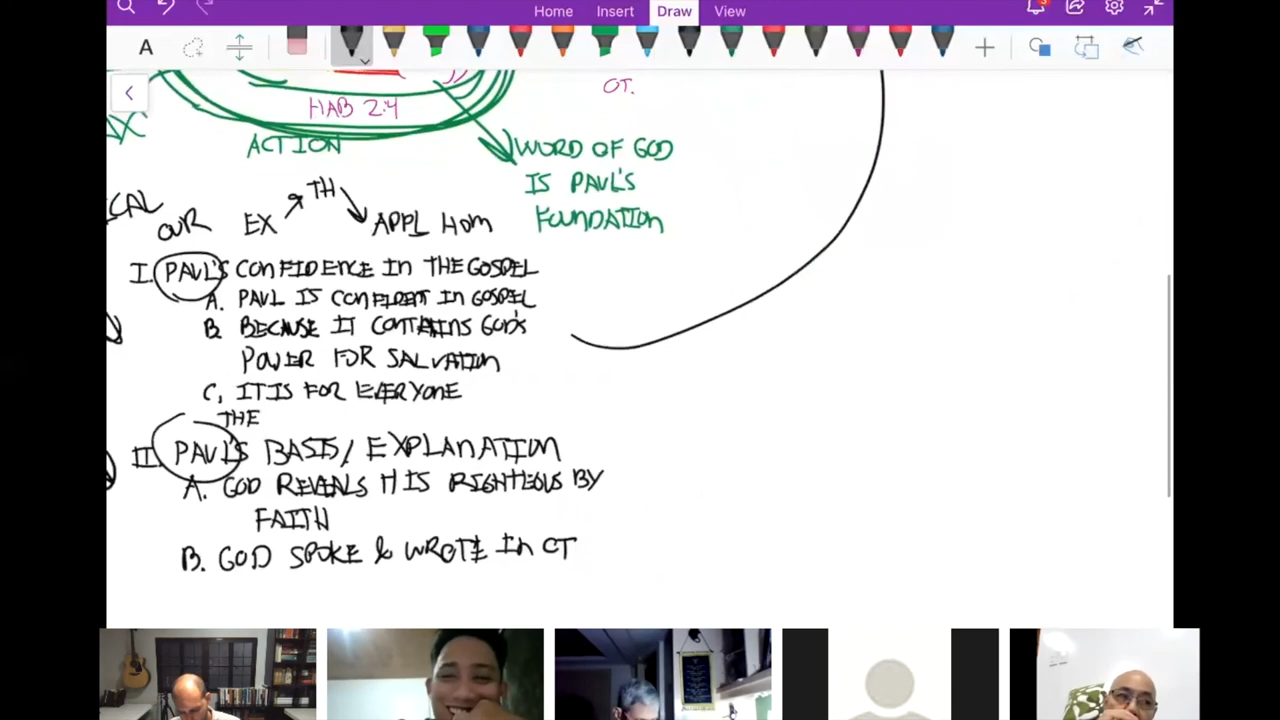 Home Insert Draw View
A
OT.
HAB 2:4
ACTION
WORD OF GOD
IS PAUL'S
FOUNDATION
TH
OUR EX APPL HOM
I. PAUL'S CONFIDENCE IN THE GOSPEL
A. PAUL IS CONFIDENT IN GOSPEL
B. BECAUSE IT CONTAINS GOD'S
POWER FOR SALVATION
C. IT IS FOR EVERYONE
THE
II. PAUL'S BASIS/EXPLANATION
A. GOD REVEALS HIS RIGHTEOUS BY
FAITH
B. GOD SPOKE & WROTE IN OT